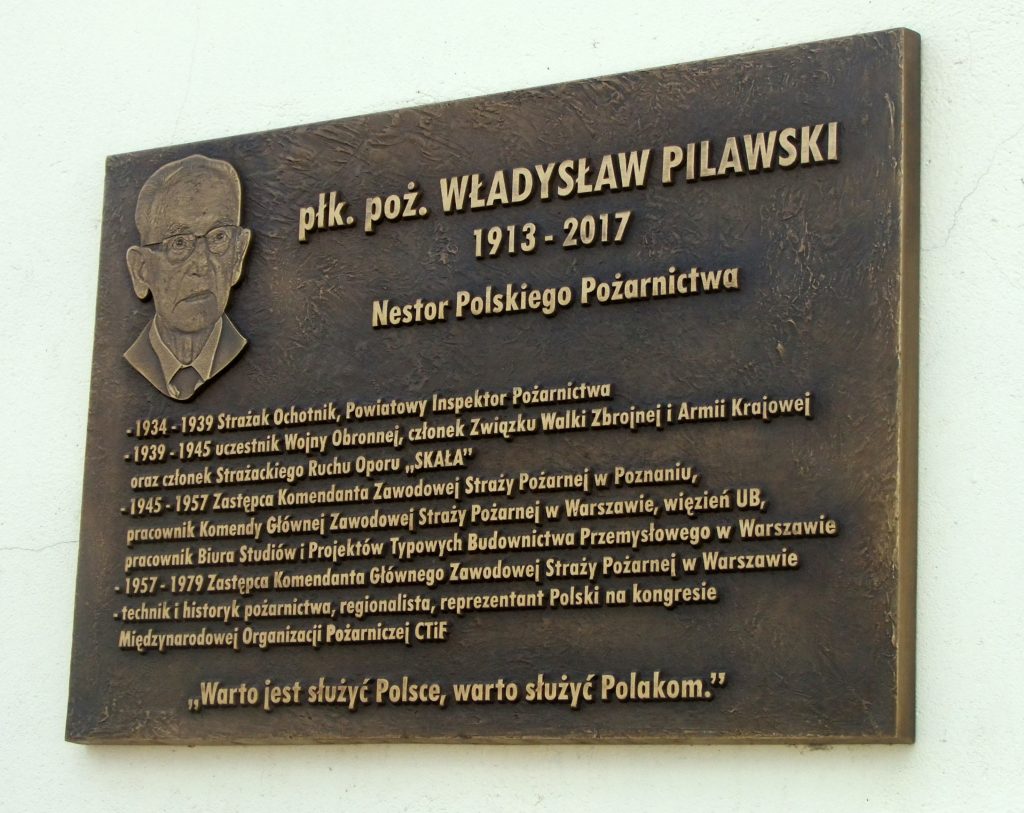 płk. poż. WŁADYSŁAW PILAWSKI
1913 - 2017
Nestor Polskiego Pożarnictwa
- 1934 - 1939 Strażak Ochotnik, Powiatowy Inspektor Pożarnictwa
- 1939 - 1945 uczestnik Wojny Obronnej, członek Związku Walki Zbrojnej i Armii Krajowej
oraz członek Strażackiego Ruchu Oporu „SKAŁA”
- 1945 - 1957 Zastępca Komendanta Zawodowej Straży Pożarnej w Poznaniu,
pracownik Komendy Głównej Zawodowej Straży Pożarnej w Warszawie, więzień UB,
pracownik Biura Studiów i Projektów Typowych Budownictwa Przemysłowego w Warszawie
- 1957 - 1979 Zastępca Komendanta Głównego Zawodowej Straży Pożarnej w Warszawie
- technik i historyk pożarnictwa, regionalista, reprezentant Polski na kongresie
Międzynarodowej Organizacji Pożarniczej CTiF
„Warto jest służyć Polsce, warto służyć Polakom.”